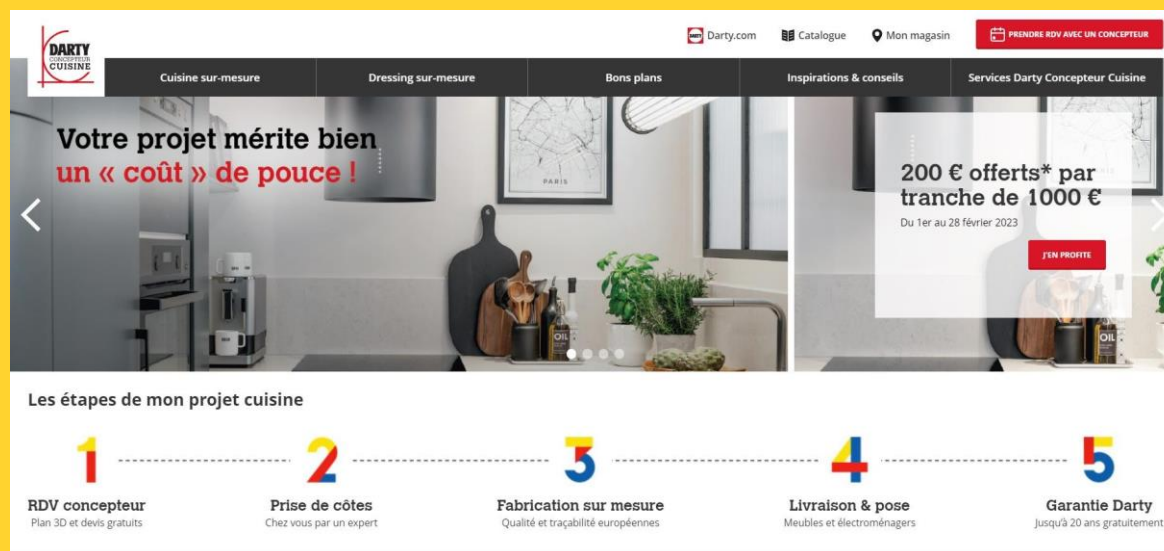 DARTY
CONCEPTEUR
CUISINE
DARTY Darty.com
Catalogue
Mon magasin
PRENDRE RDV AVEC UN CONCEPTEUR
Cuisine sur-mesure
Dressing sur-mesure
Bons plans
Inspirations & conseils
Services Darty Concepteur Cuisine
Votre projet mérite bien
un « coût » de pouce !
PARIS
OIL
200 € offerts* par
tranche de 1000 €
Du 1er au 28 février 2023
J'EN PROFITE
OIL
Les étapes de mon projet cuisine
1
2
3
4
5
RDV concepteur
Plan 3D et devis gratuits
Prise de côtes
Chez vous par un expert
Fabrication sur mesure
Qualité et traçabilité européennes
Livraison & pose
Meubles et électroménagers
Garantie Darty
Jusqu'à 20 ans gratuitement